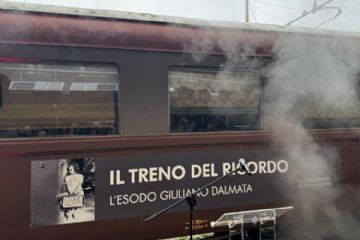 IL TRENO DEL RICORDO
L'ESODO GIULIANO DALMATA